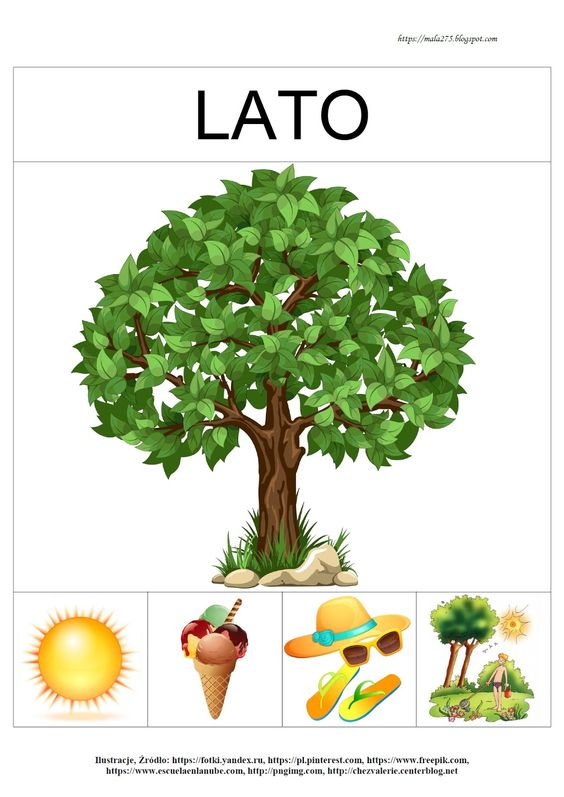 https://mala275.blogspot.com
LATO
Ilustracje, Źródło: https://fotki.yandex.ru, https://pl.pinterest.com, https://www.freepik.com,
https://www.escuelaenlanube.com, http://pngimg.com, http://chezvalerie.centerblog.net